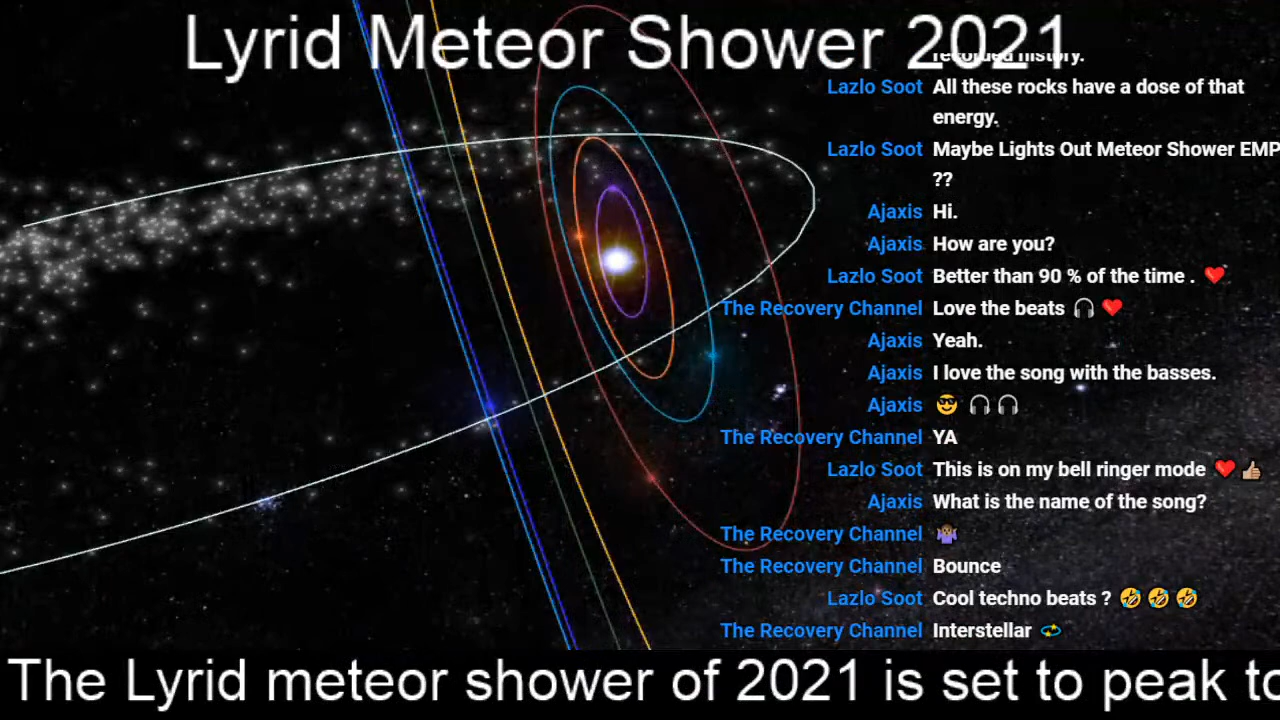 Lyrid Meteor Shower 2021
recorded history.
Lazlo Soot All these rocks have a dose of that
energy.
Lazlo Soot Maybe Lights Out Meteor Shower EMP
??
Ajaxis Hi.
Ajaxis How are you?
Lazlo Soot Better than 90 % of the time . ❤️
The Recovery Channel Love the beats 🎧 ❤️
Ajaxis Yeah.
Ajaxis I love the song with the basses.
Ajaxis 😎 🎧 🎧
The Recovery Channel YA
Lazlo Soot This is on my bell ringer mode ❤️ 👍🏼
Ajaxis What is the name of the song?
The Recovery Channel 🤷🏽‍♀️
The Recovery Channel Bounce
Lazlo Soot Cool techno beats ? 🤣 🤣 🤣
The Recovery Channel Interstellar 💫
The Lyrid meteor shower of 2021 is set to peak to